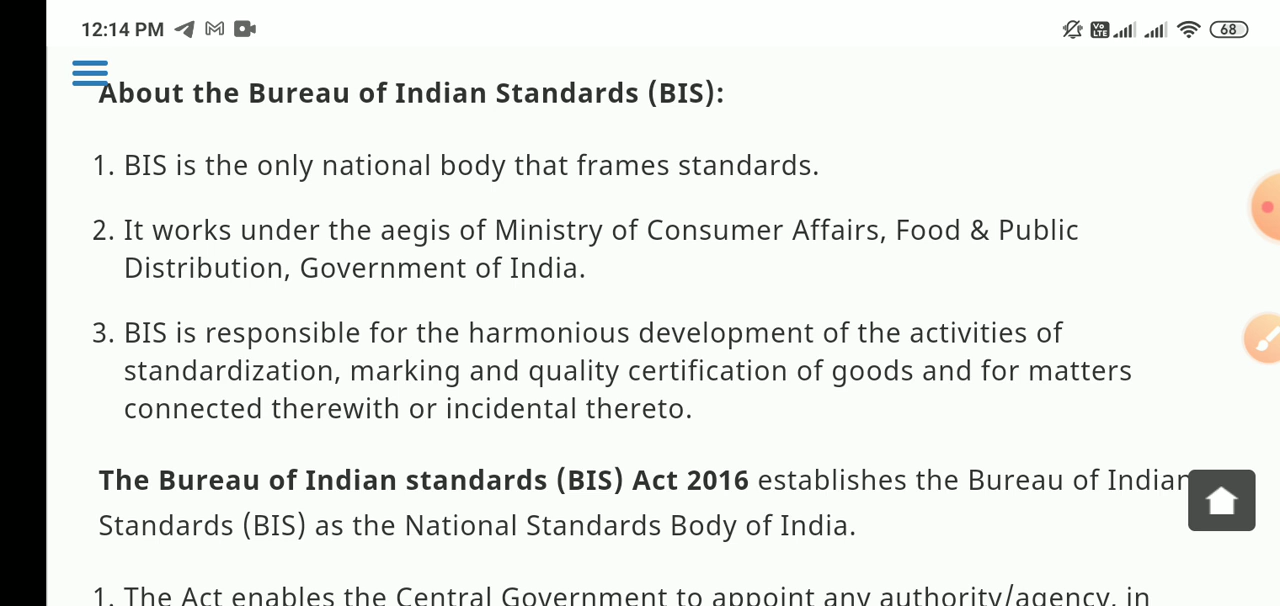 12:14 PM
Vo LTE
68
About the Bureau of Indian Standards (BIS):
1. BIS is the only national body that frames standards.
2. It works under the aegis of Ministry of Consumer Affairs, Food & Public
Distribution, Government of India.
3. BIS is responsible for the harmonious development of the activities of
standardization, marking and quality certification of goods and for matters
connected therewith or incidental thereto.
The Bureau of Indian standards (BIS) Act 2016 establishes the Bureau of Indian
Standards (BIS) as the National Standards Body of India.
1. The Act enables the Central Government to appoint any authority/agency, in